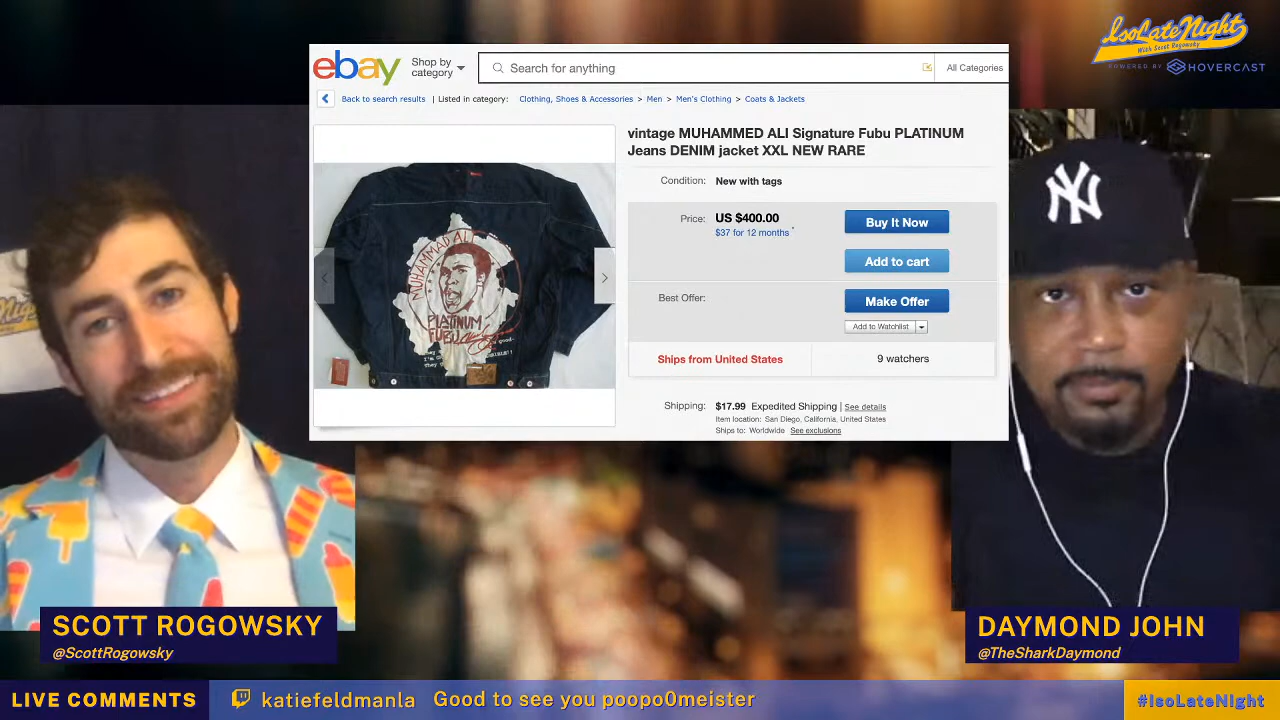 IsoLateNight
With Scott Rogowsky
POWERED BY HOVERCAST
ebay
Shop by
category
Search for anything
All Categories
Back to search results | Listed in category: Clothing, Shoes & Accessories > Men > Men's Clothing > Coats & Jackets
vintage MUHAMMED ALI Signature Fubu PLATINUM
Jeans DENIM jacket XXL NEW RARE
Condition: New with tags
Price: US $400.00
$37 for 12 months *
Buy It Now
Add to cart
Best Offer:
Make Offer
Add to Watchlist
Ships from United States
9 watchers
Shipping: $17.99 Expedited Shipping | See details
Item location: San Diego, California, United States
Ships to: Worldwide See exclusions
MUHAMMAD ALI
PLATINUM
FUBU
NY
SCOTT ROGOWSKY
@ScottRogowsky
DAYMOND JOHN
@TheSharkDaymond
LIVE COMMENTS
katiefeldmanla Good to see you poopo0meister
#IsoLateNight